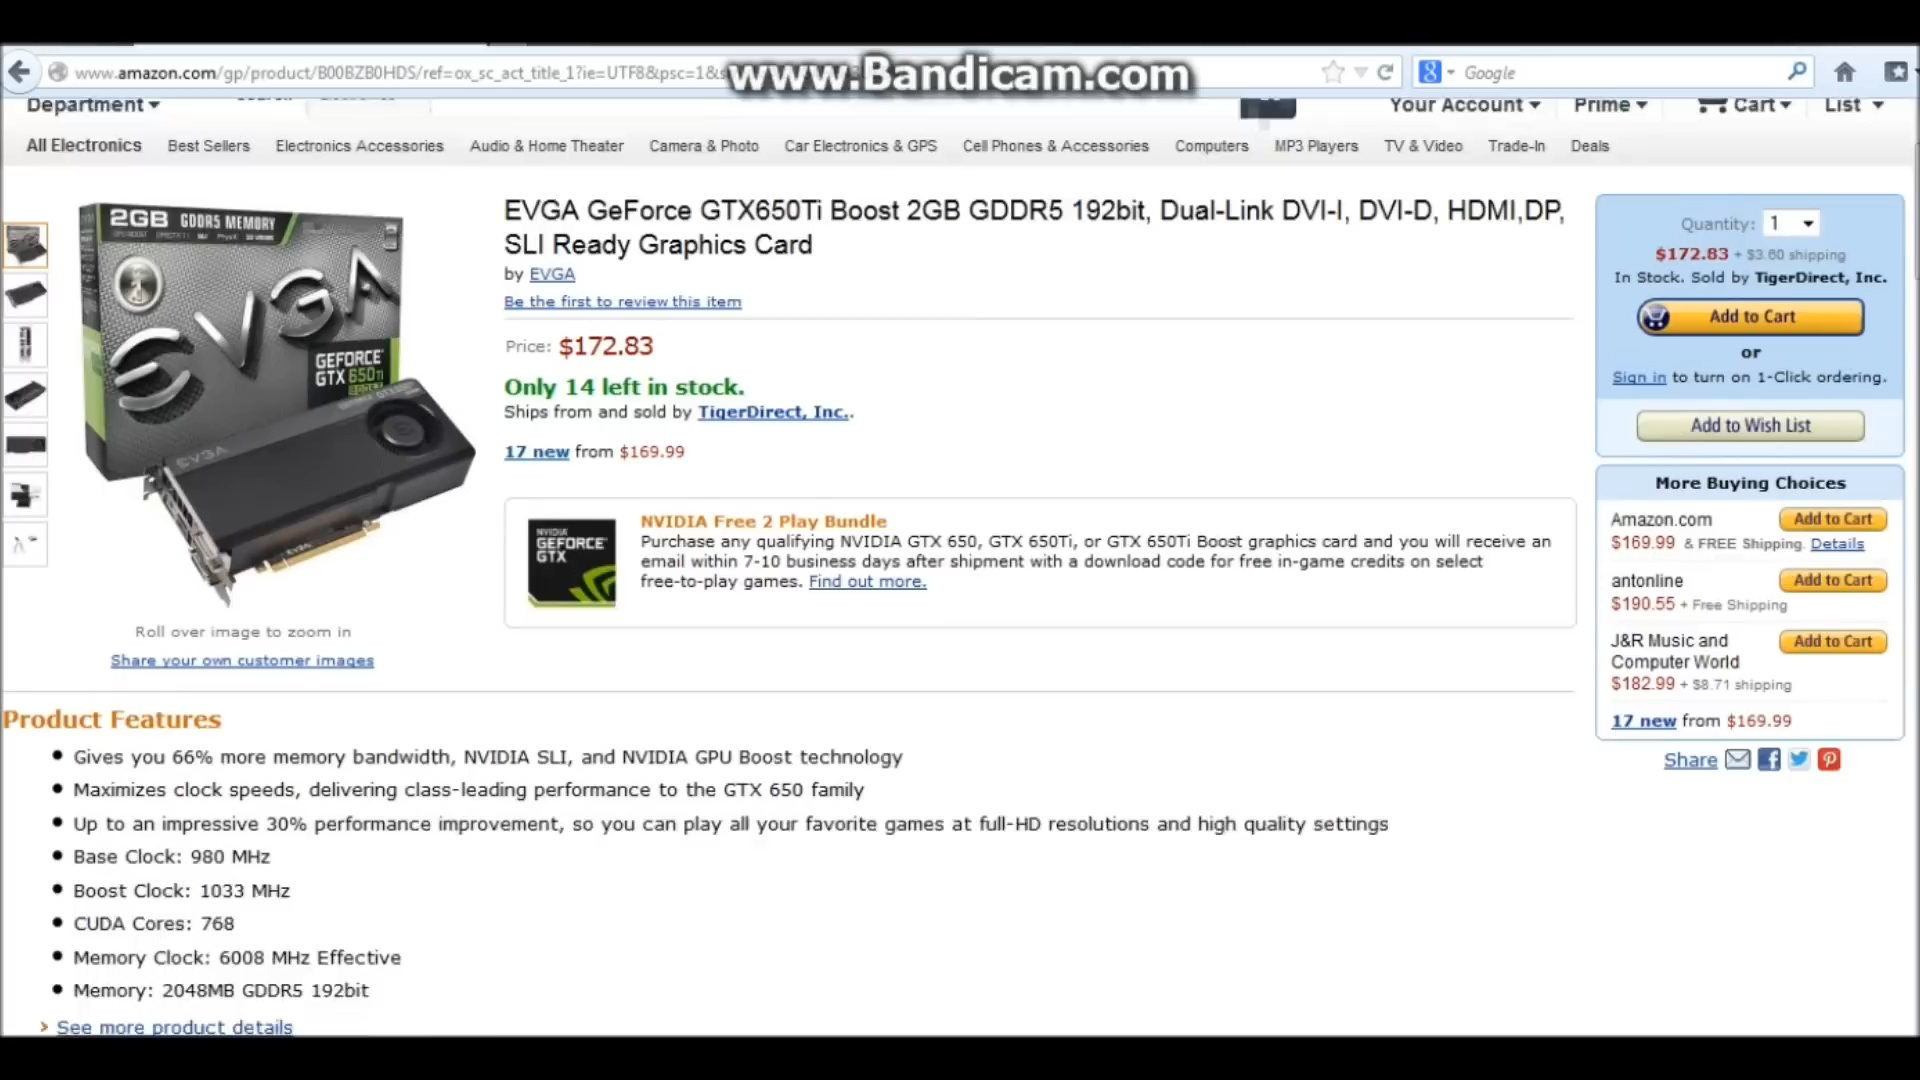 www.amazon.com/gp/product/B00BZB0HDS/ref=ox_sc_act_title_1?ie=UTF8&psc=1&s
www.Bandicam.com
Google
Department
Your Account
Prime
Cart
List
All Electronics
Best Sellers
Electronics Accessories
Audio & Home Theater
Camera & Photo
Car Electronics & GPS
Cell Phones & Accessories
Computers
MP3 Players
TV & Video
Trade-In
Deals
2GB GDDR5 MEMORY
EVGA
GEFORCE
GTX 650Ti
BOOST
EVGA
Roll over image to zoom in
Share your own customer images
EVGA GeForce GTX650Ti Boost 2GB GDDR5 192bit, Dual-Link DVI-I, DVI-D, HDMI,DP,
SLI Ready Graphics Card
by EVGA
Be the first to review this item
Price: $172.83
Only 14 left in stock.
Ships from and sold by TigerDirect, Inc..
17 new from $169.99
NVIDIA
GEFORCE
GTX
NVIDIA Free 2 Play Bundle
Purchase any qualifying NVIDIA GTX 650, GTX 650Ti, or GTX 650Ti Boost graphics card and you will receive an
email within 7-10 business days after shipment with a download code for free in-game credits on select
free-to-play games. Find out more.
Quantity: 1
$172.83 + $3.60 shipping
In Stock. Sold by TigerDirect, Inc.
Add to Cart
or
Sign in to turn on 1-Click ordering.
Add to Wish List
More Buying Choices
Amazon.com
Add to Cart
$169.99 & FREE Shipping. Details
antonline
Add to Cart
$190.55 + Free Shipping
J&R Music and
Computer World
Add to Cart
$182.99 + $8.71 shipping
17 new from $169.99
Share
Product Features
Gives you 66% more memory bandwidth, NVIDIA SLI, and NVIDIA GPU Boost technology
Maximizes clock speeds, delivering class-leading performance to the GTX 650 family
Up to an impressive 30% performance improvement, so you can play all your favorite games at full-HD resolutions and high quality settings
Base Clock: 980 MHz
Boost Clock: 1033 MHz
CUDA Cores: 768
Memory Clock: 6008 MHz Effective
Memory: 2048MB GDDR5 192bit
See more product details